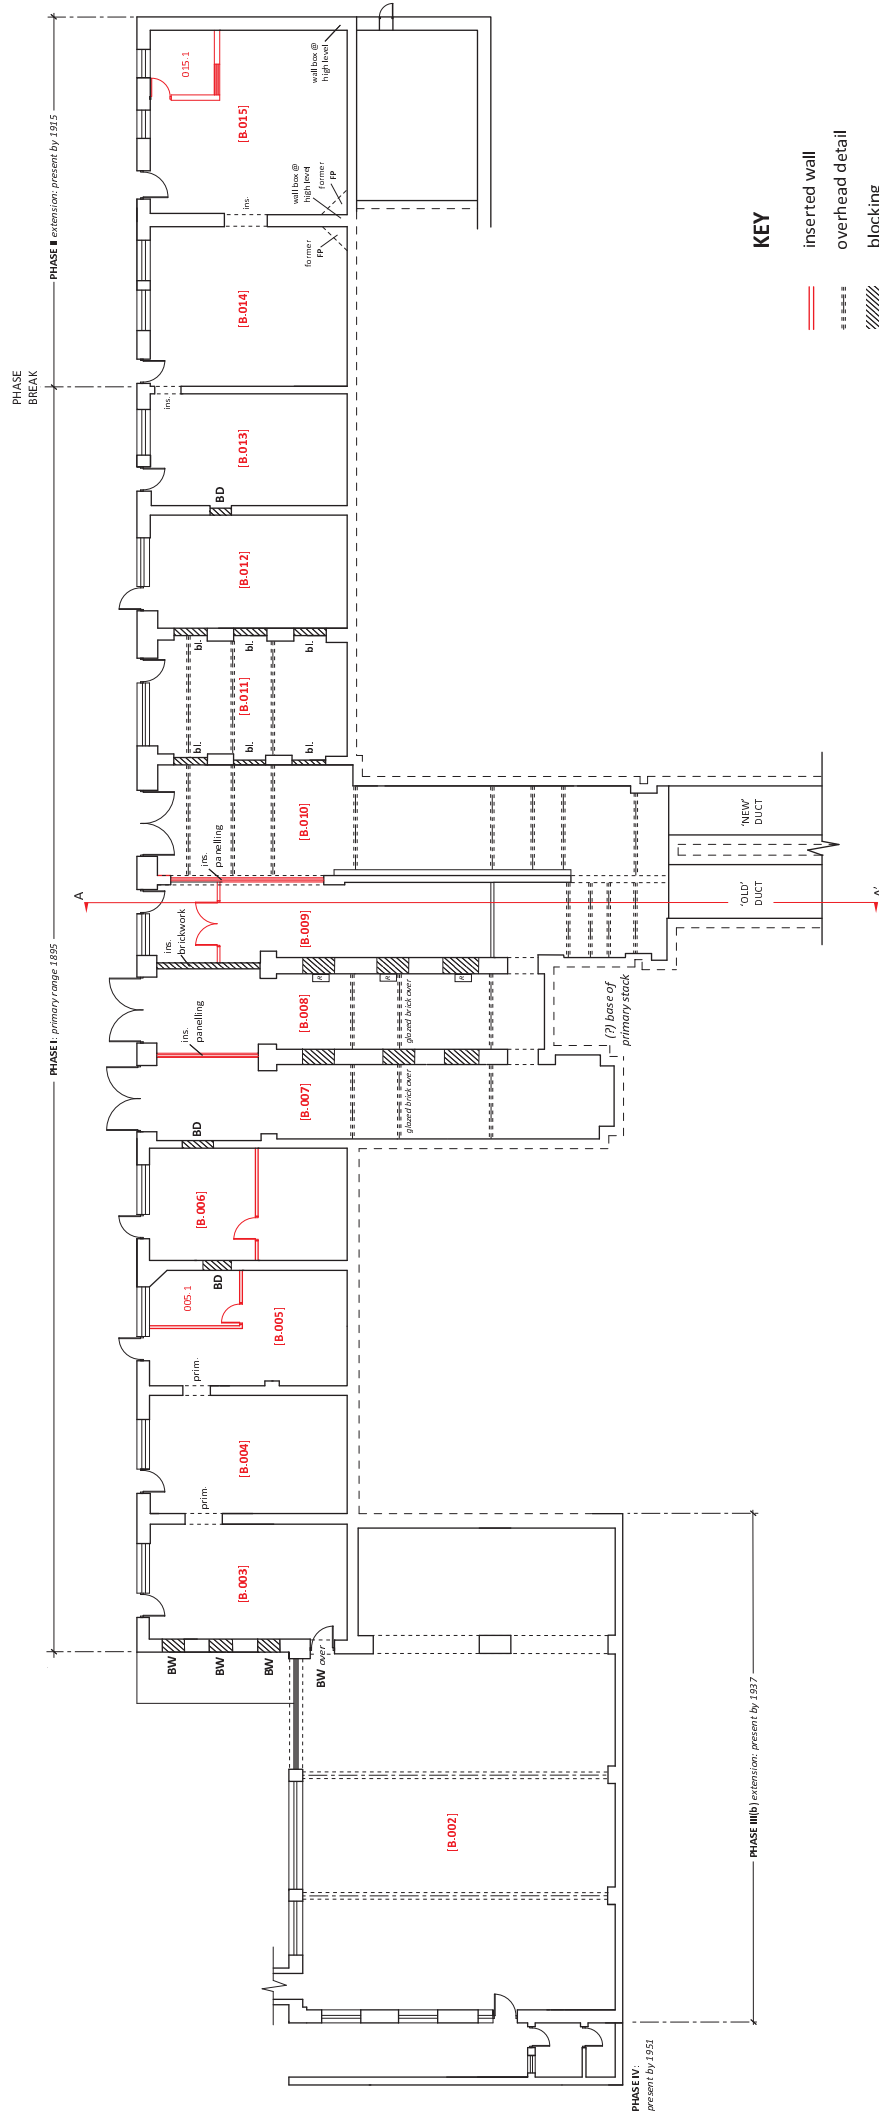 PHASE IV:
present by 1951
PHASE III(b) extension: present by 1937
PHASE I: primary range 1895
PHASE
BREAK
PHASE II extension: present by 1915
[B.002]
BW
BW
BW
BW over
[B.003]
prim.
[B.004]
prim.
[B.005]
005.1
BD
[B.006]
BD
[B.007]
glazed brick over
ins.
panelling
[B.008]
glazed brick over
R
R
R
(?) base of
primary stack
ins.
brickwork
[B.009]
A
A'
ins.
panelling
[B.010]
'OLD'
DUCT
'NEW'
DUCT
bl.
bl.
bl.
[B.011]
bl.
bl.
bl.
[B.012]
BD
[B.013]
ins.
[B.014]
former
FP
ins.
wall box @
high level
former
FP
[B.015]
015.1
wall box @
high level
KEY
inserted wall
overhead detail
blocking